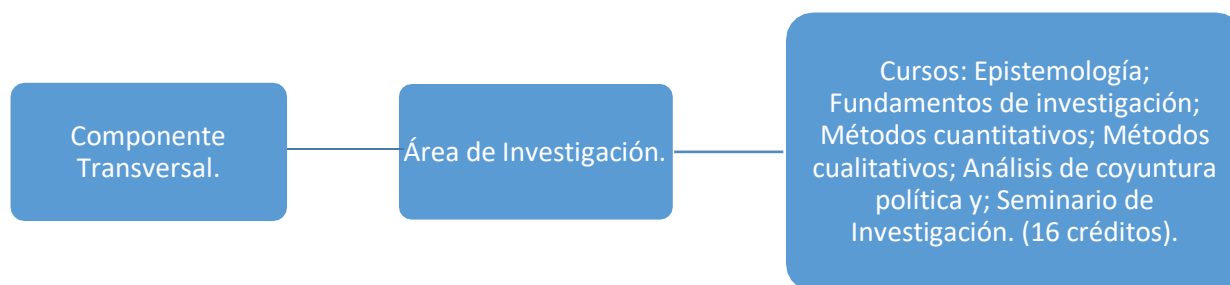 Componente
Transversal.
Área de Investigación.
Cursos: Epistemología;
Fundamentos de investigación;
Métodos cuantitativos; Métodos
cualitativos; Análisis de coyuntura
política y; Seminario de
Investigación. (16 créditos).